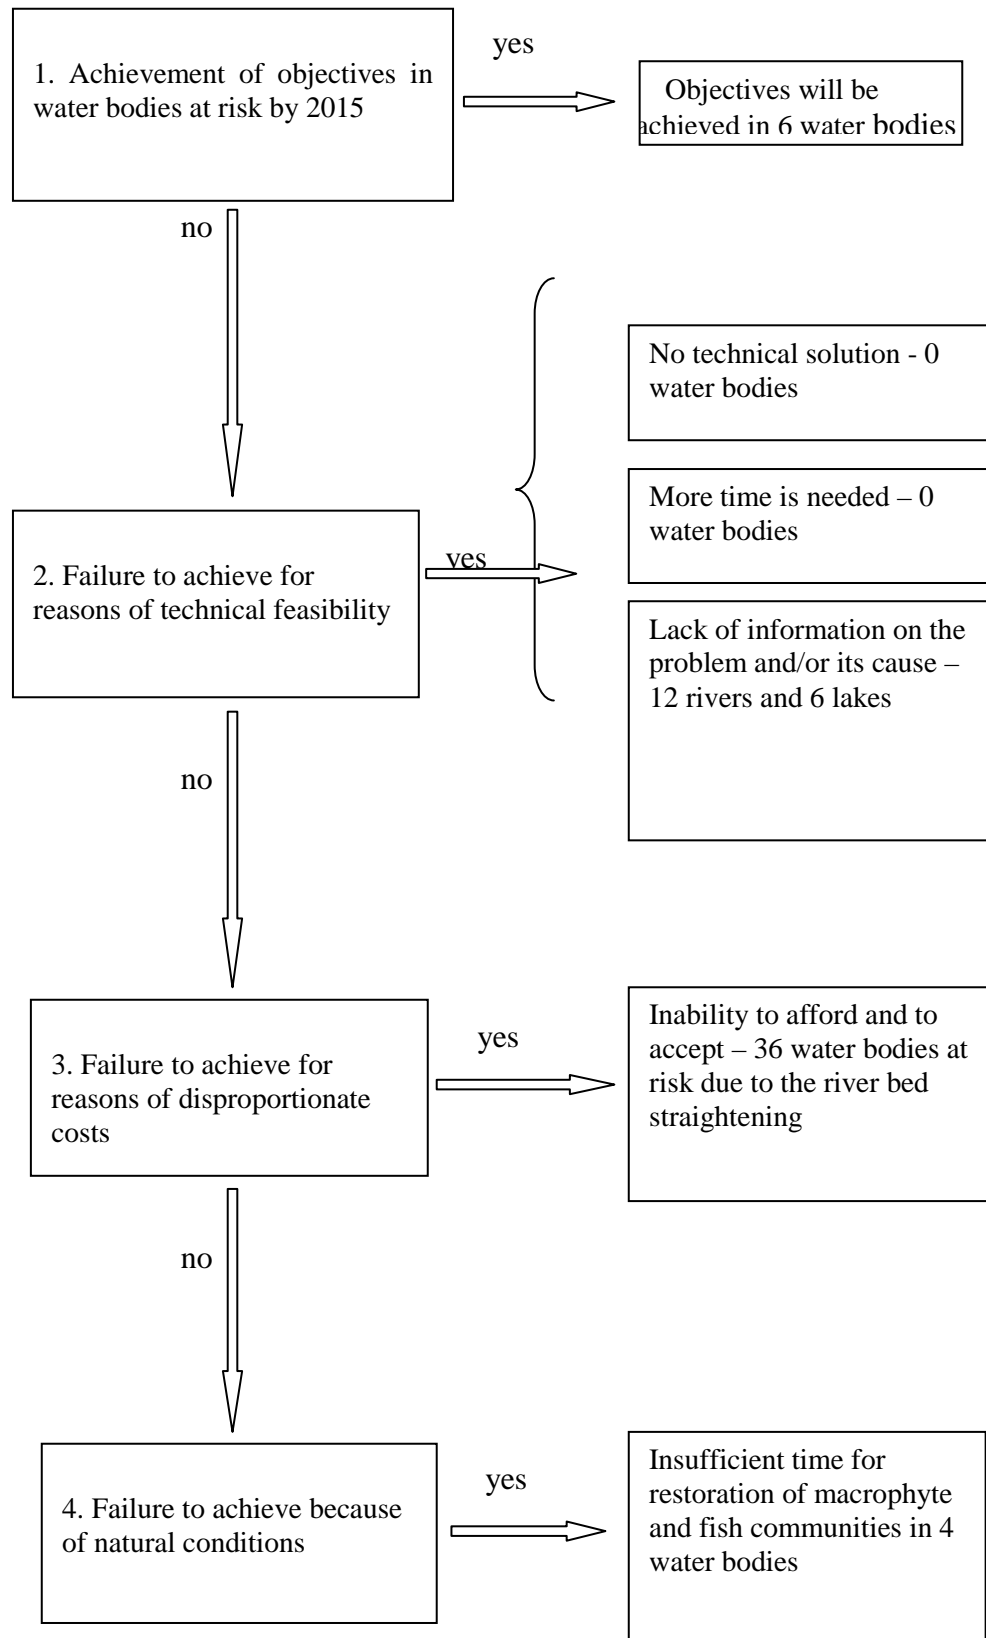 yes
1. Achievement of objectives in
water bodies at risk by 2015
Objectives will be
achieved in 6 water bodies
no
No technical solution - 0
water bodies
More time is needed – 0
water bodies
yes
2. Failure to achieve for
reasons of technical feasibility
Lack of information on the
problem and/or its cause –
12 rivers and 6 lakes
no
Inability to afford and to
accept – 36 water bodies at
risk due to the river bed
straightening
yes
3. Failure to achieve for
reasons of disproportionate
costs
no
Insufficient time for
restoration of macrophyte
and fish communities in 4
water bodies
yes
4. Failure to achieve because
of natural conditions